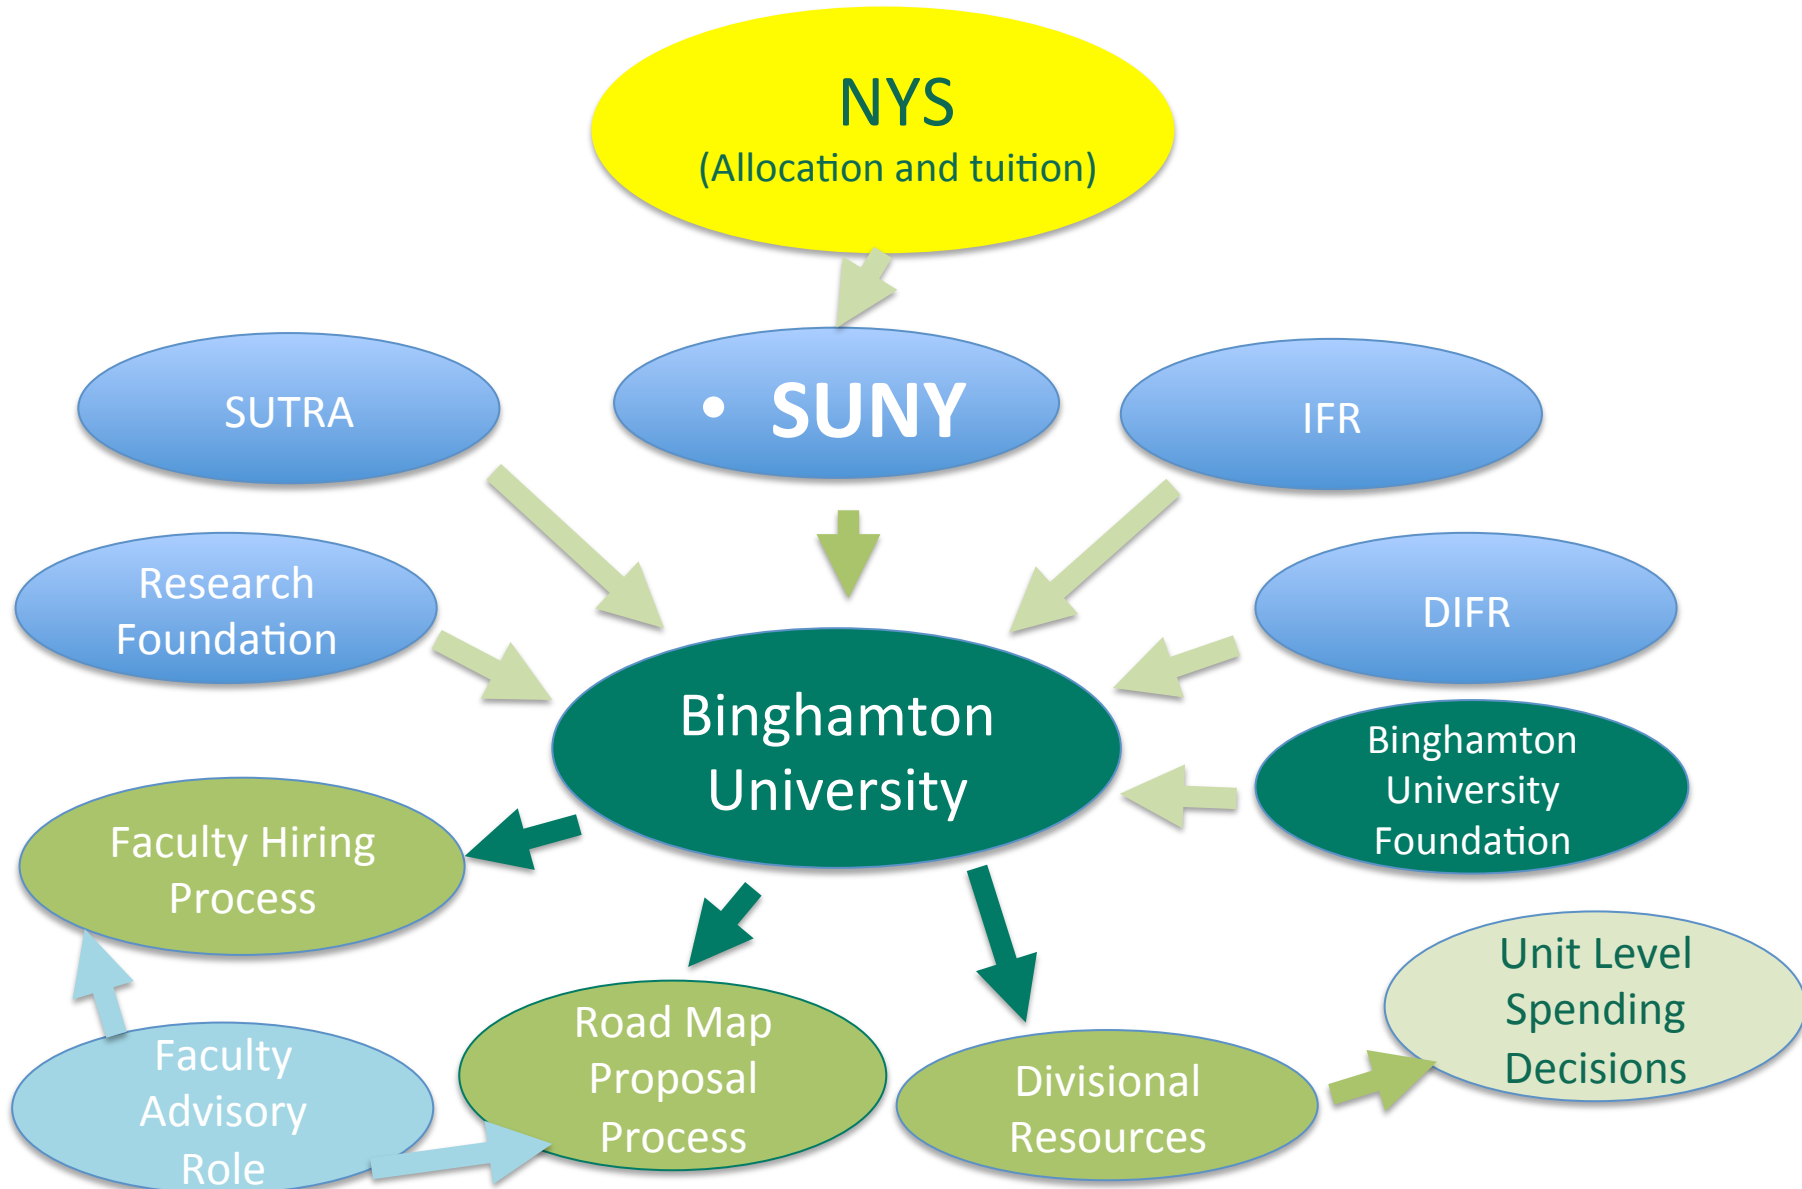 NYS
(Allocation and tuition)
SUTRA
• SUNY
IFR
Research
Foundation
DIFR
Binghamton
University
Binghamton
University
Foundation
Faculty Hiring
Process
Unit Level
Spending
Decisions
Road Map
Proposal
Process
Divisional
Resources
Faculty
Advisory
Role